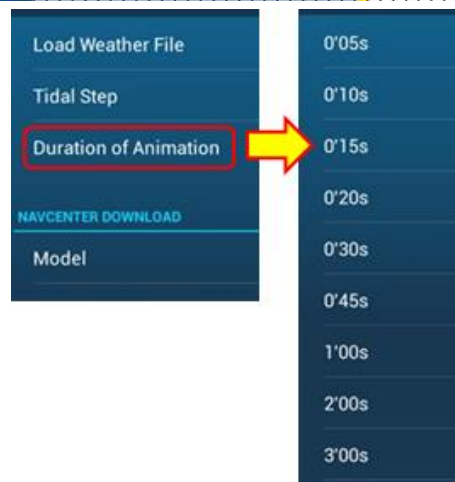 Load Weather File
Tidal Step
Duration of Animation
NAVCENTER DOWNLOAD
Model
0'05s
0'10s
0'15s
0'20s
0'30s
0'45s
1'00s
2'00s
3'00s